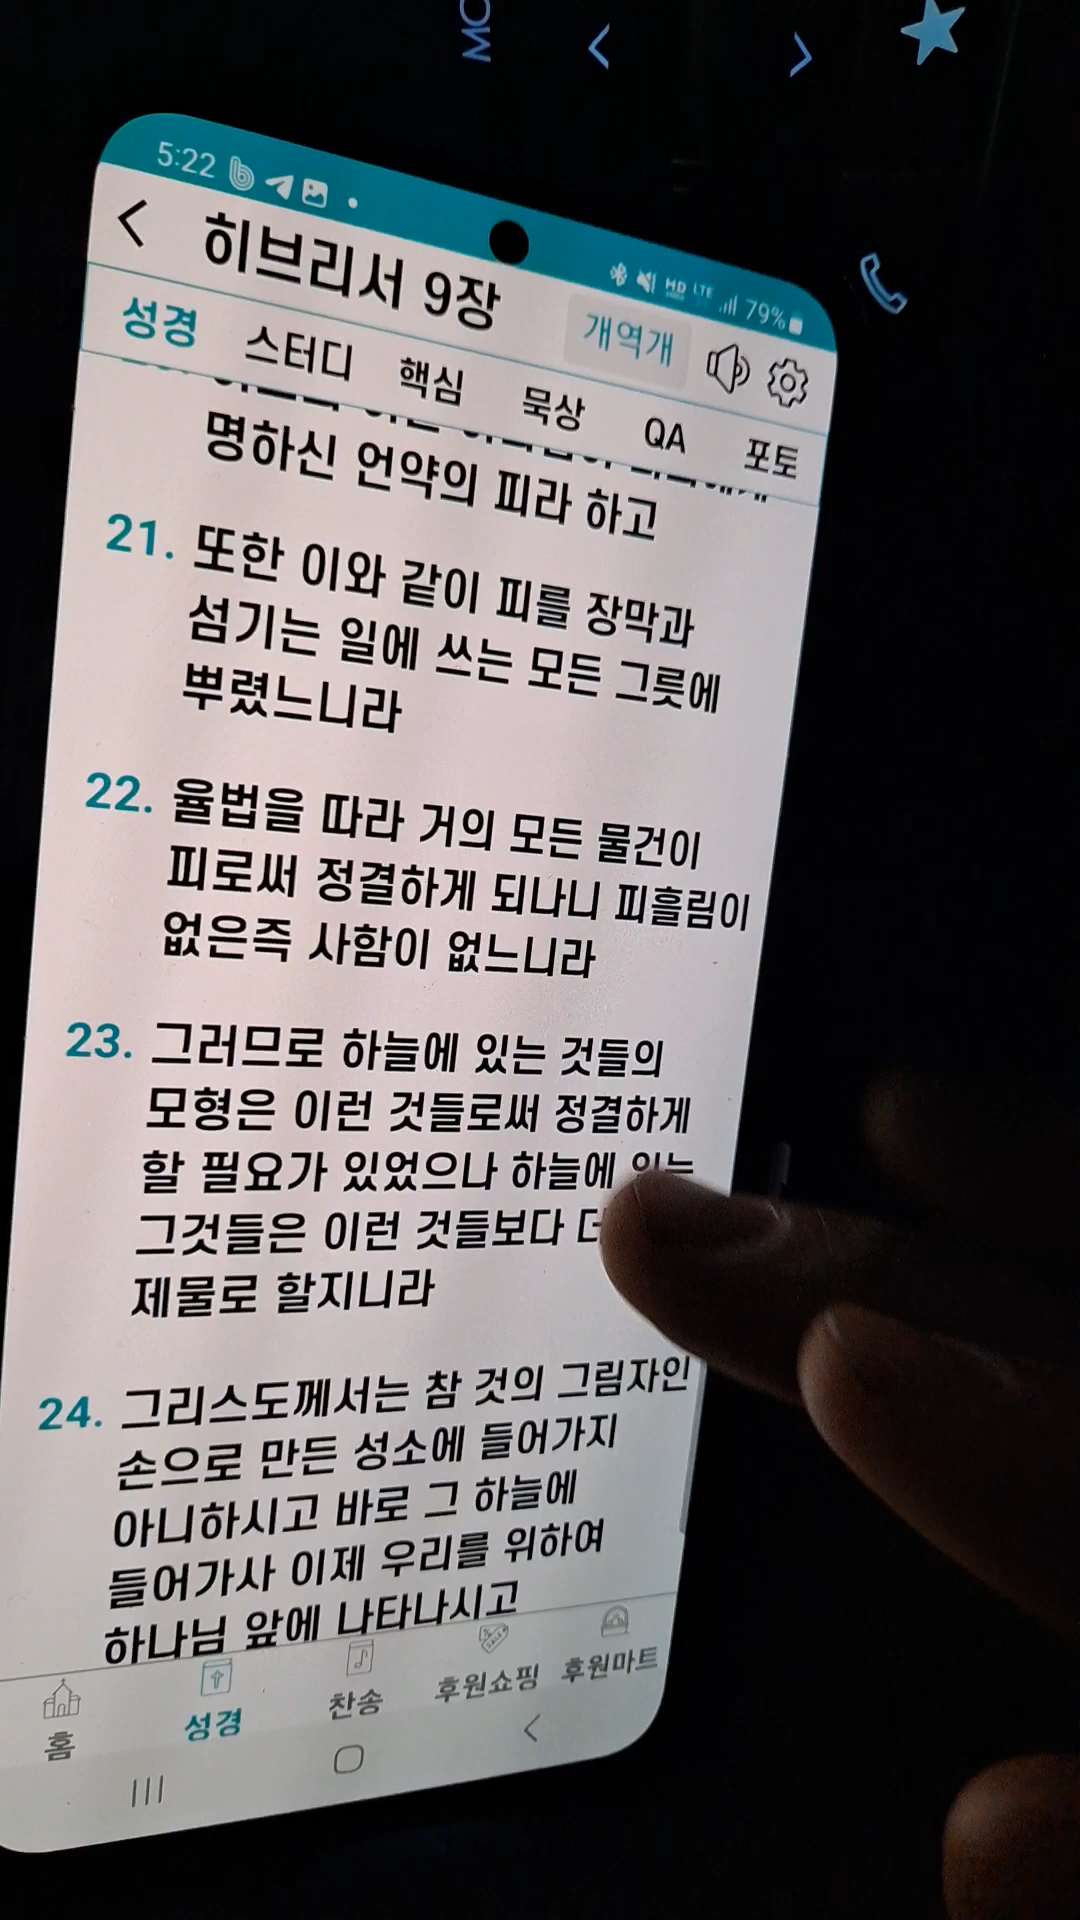 MO
5:22
HD LTE 79%
히브리서 9장
개역개
성경 스터디 핵심 묵상 QA 포토
명하신 언약의 피라 하고
21. 또한 이와 같이 피를 장막과
섬기는 일에 쓰는 모든 그릇에
뿌렸느니라
22. 율법을 따라 거의 모든 물건이
피로써 정결하게 되나니 피흘림이
없은즉 사함이 없느니라
23. 그러므로 하늘에 있는 것들의
모형은 이런 것들로써 정결하게
할 필요가 있었으나 하늘에 있는
그것들은 이런 것들보다
제물로 할지니라
24. 그리스도께서는 참 것의 그림자인
손으로 만든 성소에 들어가지
아니하시고 바로 그 하늘에
들어가사 이제 우리를 위하여
하나님 앞에 나타나시고
홈 성경 찬송 후원쇼핑 후원마트